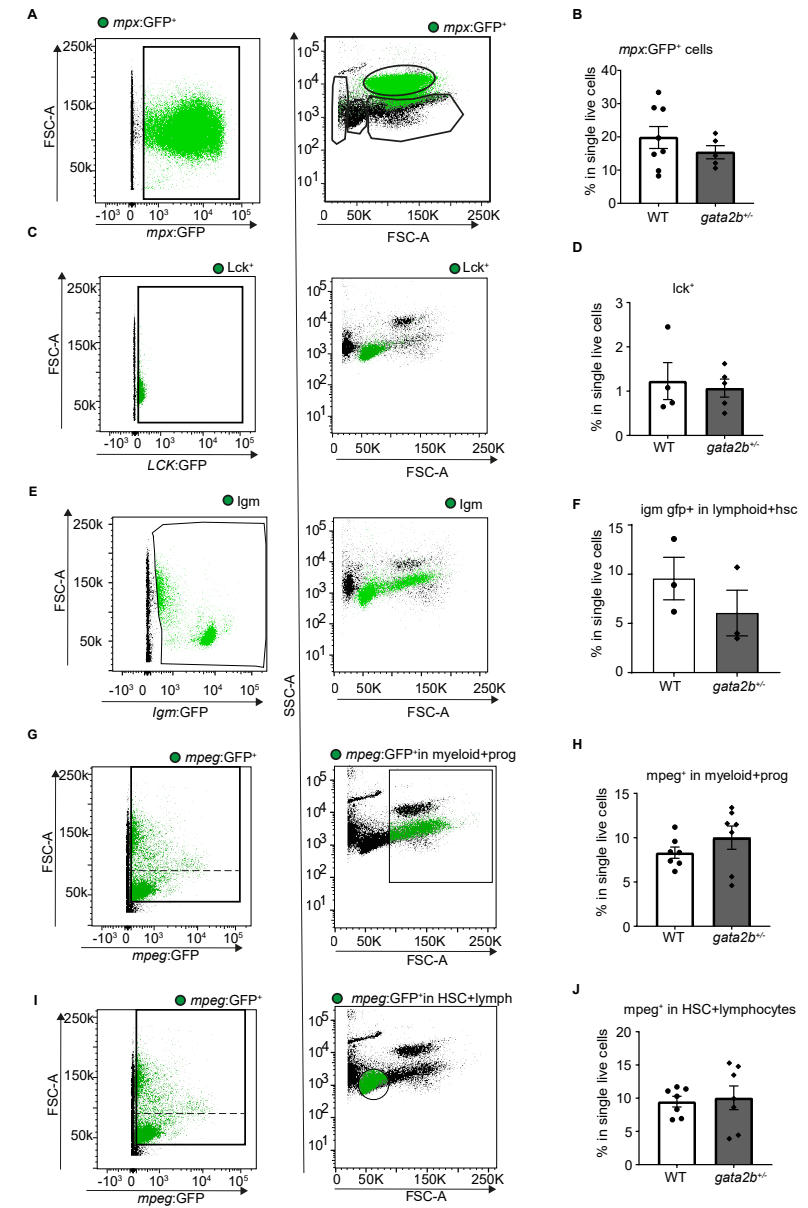 A
mpx:GFP⁺
250K
150K
50K
FSC-A
-10³ 0 10³ 10⁴ 10⁵
mpx:GFP
mpx:GFP⁺
10⁵
10⁴
10³
10²
10¹
0 50K 150K 250K
FSC-A
B
mpx:GFP⁺ cells
% in single live cells
40
30
20
10
0
WT gata2b⁺/⁻
C
Lck⁺
250k
150k
50k
FSC-A
-10³ 0 10³ 10⁴ 10⁵
LCK:GFP
Lck⁺
10⁵
10⁴
10³
10²
10¹
0 50K 150K 250K
FSC-A
D
lck⁺
% in single live cells
3
2
1
0
WT gata2b⁺/⁻
E
Igm
250k
150k
50k
FSC-A
-10³ 0 10³ 10⁴ 10⁵
Igm:GFP
Igm
10⁵
10⁴
10³
10²
10¹
0 50K 150K 250K
FSC-A
SSC-A
F
igm gfp+ in lymphoid+hsc
% in single live cells
15
10
5
0
WT gata2b⁺/⁻
G
mpeg:GFP⁺
250k
150k
50k
FSC-A
-10³ 0 10³ 10⁴ 10⁵
mpeg:GFP
mpeg:GFP⁺in myeloid+prog
10⁵
10⁴
10³
10²
10¹
0 50K 150K 250K
FSC-A
H
mpeg⁺ in myeloid+prog
% in single live cells
15
10
5
0
WT gata2b⁺/⁻
I
mpeg:GFP⁺
250K
150k
50k
FSC-A
-10³ 0 10³ 10⁴ 10⁵
mpeg:GFP
mpeg:GFP⁺in HSC+lymph
10⁵
10⁴
10³
10²
10¹
0 50K 150K 250K
FSC-A
J
mpeg⁺ in HSC+lymphocytes
% in single live cells
20
15
10
5
0
WT gata2b⁺/⁻